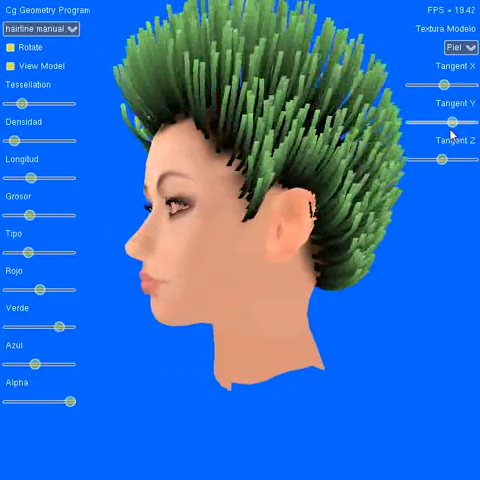 Cg Geometry Program
FPS = 19.42
hairline manual
Textura Modelo
Rotate
Piel
View Model
Tangent X
Tessellation
Tangent Y
Densidad
Tangent Z
Longitud
Grosor
Tipo
Rojo
Verde
Azul
Alpha